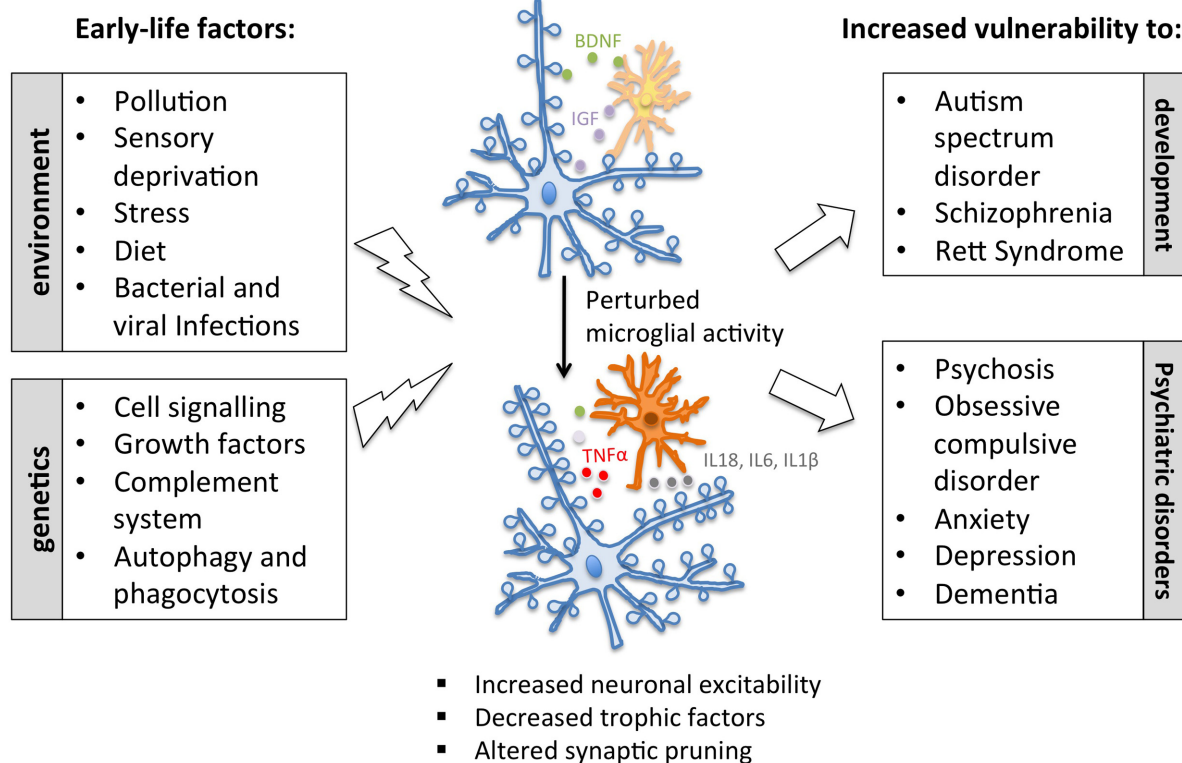 Early-life factors:
environment
• Pollution
• Sensory
deprivation
• Stress
• Diet
• Bacterial and
viral Infections
genetics
• Cell signalling
• Growth factors
• Complement
system
• Autophagy and
phagocytosis
BDNF
IGF
Perturbed
microglial activity
TNFα
IL18, IL6, IL1β
▪ Increased neuronal excitability
▪ Decreased trophic factors
▪ Altered synaptic pruning
Increased vulnerability to:
• Autism
spectrum
disorder
• Schizophrenia
• Rett Syndrome
development
• Psychosis
• Obsessive
compulsive
disorder
• Anxiety
• Depression
• Dementia
Psychiatric disorders